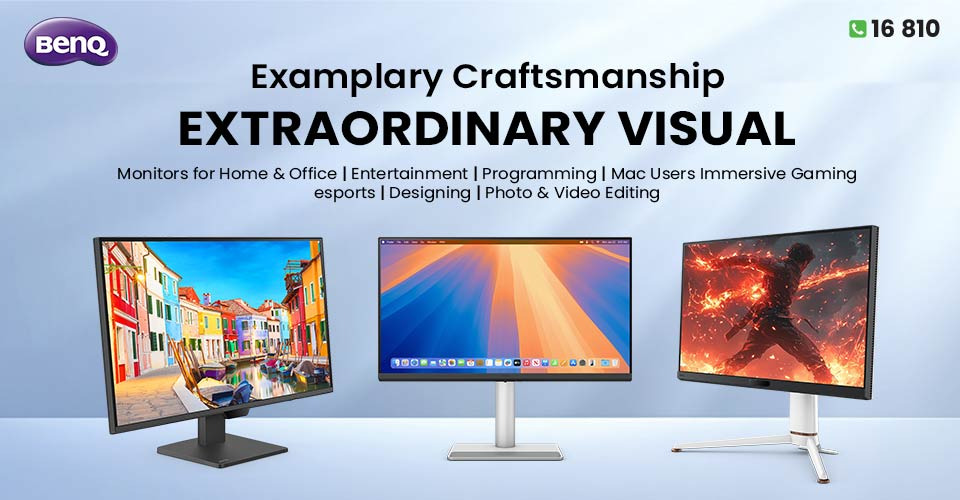 BenQ
16 810
Examplary Craftsmanship
EXTRAORDINARY VISUAL
Monitors for Home & Office | Entertainment | Programming | Mac Users Immersive Gaming
esports | Designing | Photo & Video Editing